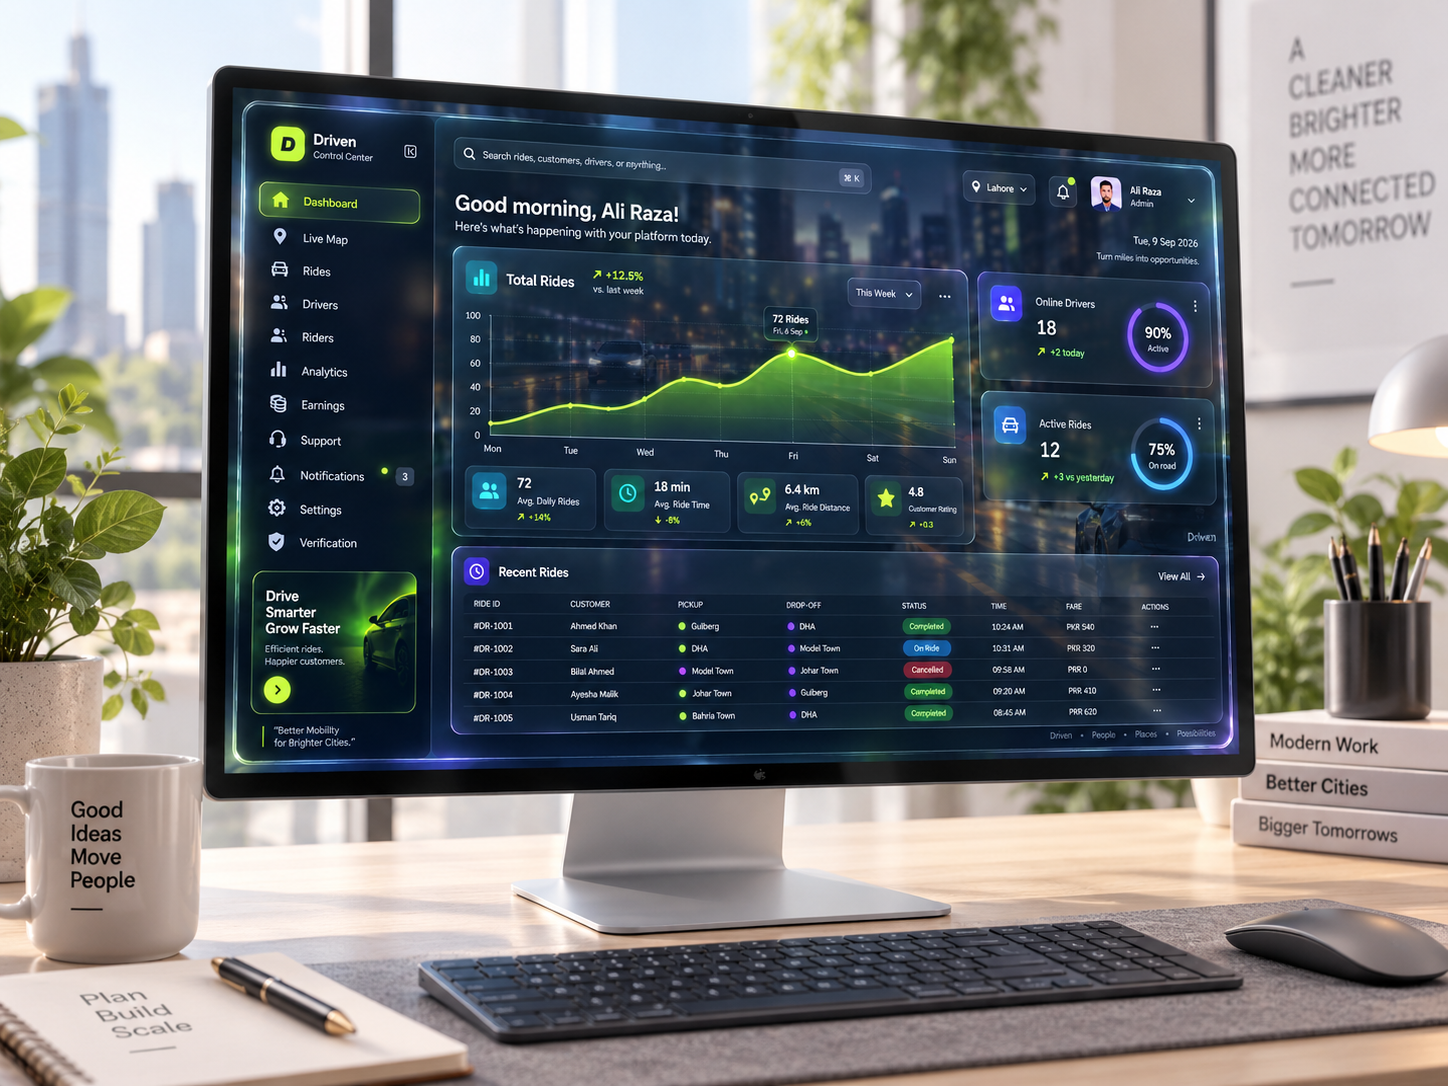 A
CLEANER
BRIGHTER
MORE
CONNECTED
TOMORROW
D
Driven
Control Center
Dashboard
Live Map
Rides
Drivers
Riders
Analytics
Earnings
Support
Notifications 3
Settings
Verification
Drive
Smarter
Grow Faster
Efficient rides.
Happier customers.
"Better Mobility
for Brighter Cities."
Search rides, customers, drivers, or anything...
⌘ K
Lahore
Ali Raza
Admin
Good morning, Ali Raza!
Here's what's happening with your platform today.
Tue, 9 Sep 2026
Turn miles into opportunities.
Total Rides
+12.5%
vs. last week
This Week
100
80
60
40
20
0
72 Rides
Fri, 6 Sep
Mon Tue Wed Thu Fri Sat Sun
72
Avg. Daily Rides
+14%
18 min
Avg. Ride Time
-8%
6.4 km
Avg. Ride Distance
+6%
4.8
Customer Rating
+0.3
Online Drivers
18
+2 today
90%
Active
Active Rides
12
+3 vs yesterday
75%
On road
Driven
Recent Rides
View All →
RIDE ID CUSTOMER PICKUP DROP-OFF STATUS TIME FARE ACTIONS
#DR-1001 Ahmed Khan Gulberg DHA Completed 10:24 AM PKR 540
#DR-1002 Sara Ali DHA Model Town On Ride 10:31 AM PKR 320
#DR-1003 Bilal Ahmed Model Town Johar Town Cancelled 09:58 AM PRR 0
#DR-1004 Ayesha Malik Johar Town Gulberg Completed 09:20 AM PRR 410
#DR-1005 Usman Tariq Bahria Town DHA Completed 08:45 AM PRR 620
Driven • People • Places • Possibilities
Good
Ideas
Move
People
Plan
Build
Scale
Modern Work
Better Cities
Bigger Tomorrows